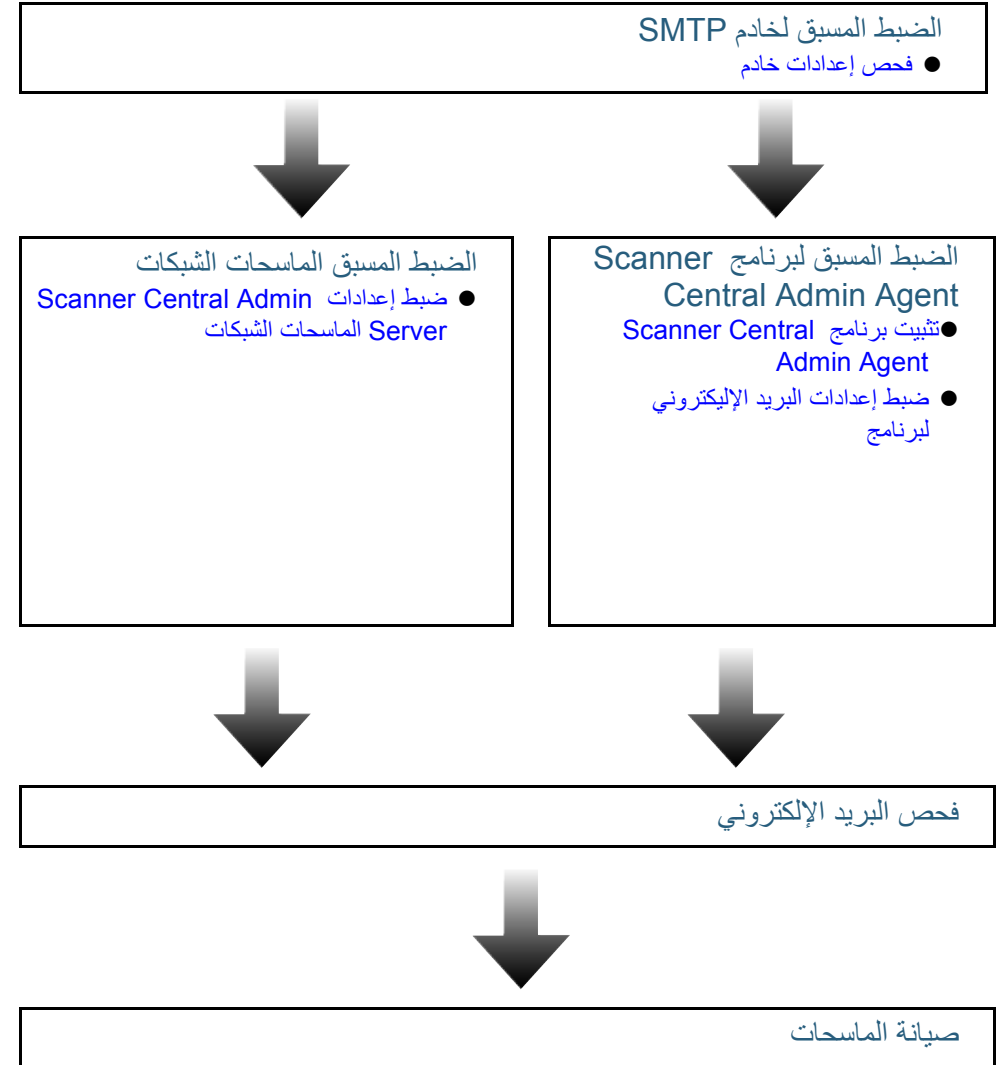 الضبط المسبق لخادم SMTP
● فحص إعدادات خادم
الضبط المسبق لبرنامج Scanner
Central Admin Agent
●تثبيت برنامج Scanner Central
Admin Agent
● ضبط إعدادات البريد الإليكتروني
لبرنامج
الضبط المسبق الماسحات الشبكات
● ضبط إعدادات Scanner Central Admin
Server الماسحات الشبكات
فحص البريد الإلكتروني
صيانة الماسحات